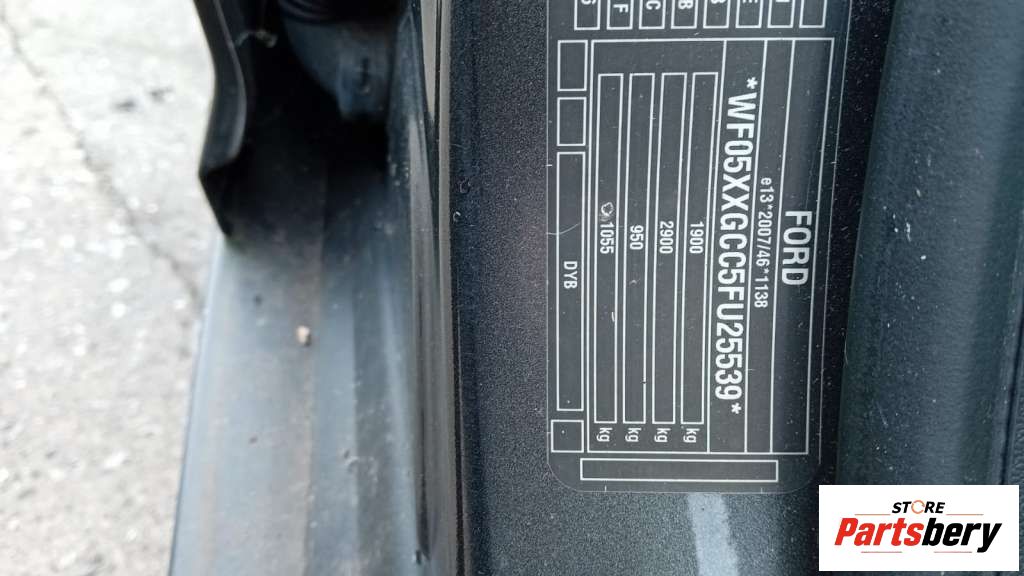 FORD
e13*2007/46*1138
*WF05XXGCC5FU25539*
1900 kg
2900 kg
950 kg
1055 kg
DYB
STORE
Partsbery